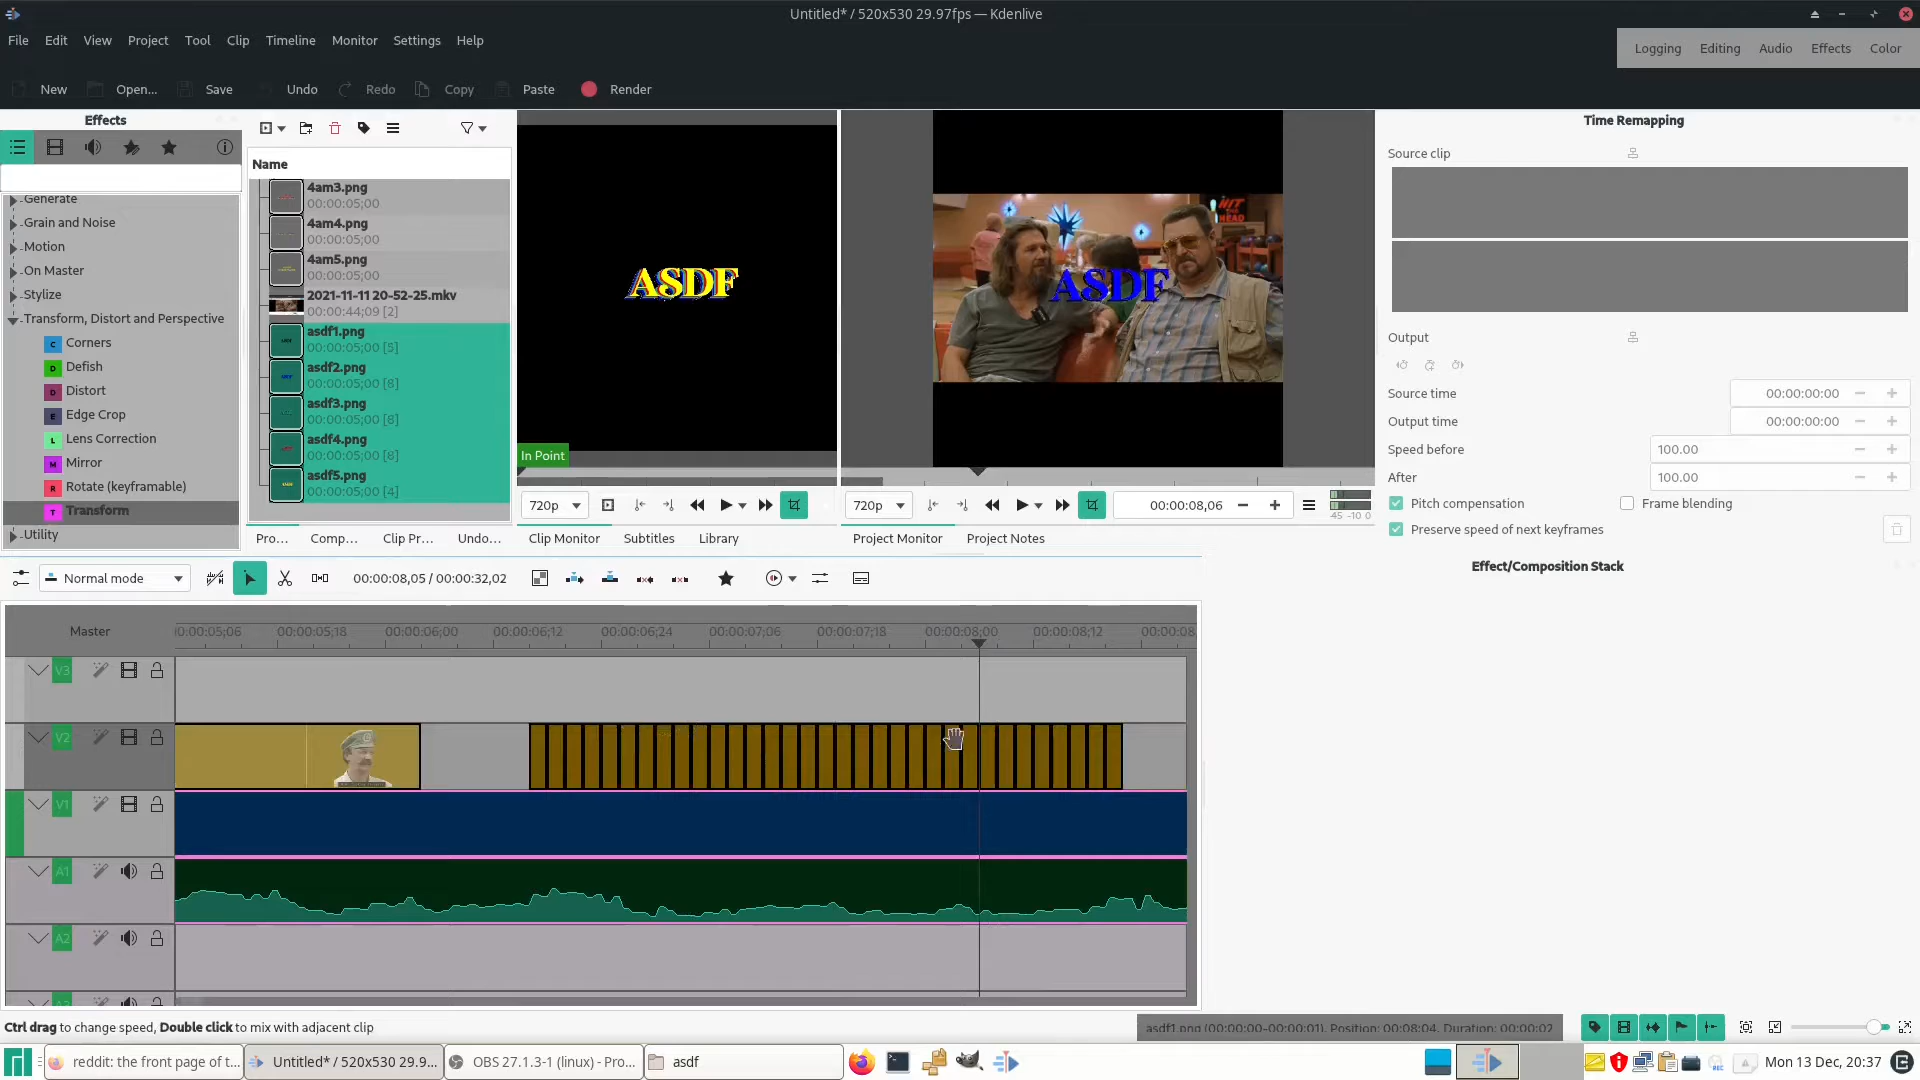 Untitled* / 520x530 29.97fps — Kdenlive
File Edit View Project Tool Clip Timeline Monitor Settings Help
Logging Editing Audio Effects Color
New Open... Save Undo Redo Copy Paste Render
Effects
Generate
Grain and Noise
Motion
On Master
Stylize
Transform, Distort and Perspective
C Corners
D Defish
D Distort
E Edge Crop
L Lens Correction
M Mirror
R Rotate (keyframable)
T Transform
Utility
Name
4am3.png
00:00:05;00
4am4.png
00:00:05;00
4am5.png
00:00:05;00
2021-11-11 20-52-25.mkv
00:00:44;09 [2]
asdf1.png
00:00:05;00 [5]
asdf2.png
00:00:05;00 [8]
asdf3.png
00:00:05;00 [8]
asdf4.png
00:00:05;00 [8]
asdf5.png
00:00:05;00 [4]
Pro... Comp... Clip Pr... Undo...
ASDF
In Point
720p
Clip Monitor Subtitles Library
HIT
THE
HEAD
ASDF
720p 00:00:08,06
-45 -10 0
Project Monitor Project Notes
Time Remapping
Source clip
Output
Source time 00:00:00:00
Output time 00:00:00:00
Speed before 100.00
After 100.00
Pitch compensation Frame blending
Preserve speed of next keyframes
Effect/Composition Stack
Normal mode 00:00:08,05 / 00:00:32,02
Master 00:00:05;06 00:00:05;18 00:00:06;00 00:00:06;12 00:00:06;24 00:00:07;06 00:00:07;18 00:00:08;00 00:00:08;12 00:00:08
V3
V2
V1
A1
A2
Ctrl drag to change speed, Double click to mix with adjacent clip
asdf1.png (00:00:00-00:00:01). Position: 00:08:04. Duration: 00:00:02
reddit: the front page of t... Untitled* / 520x530 29.9... OBS 27.1.3-1 (linux) - Pro... asdf
Mon 13 Dec, 20:37